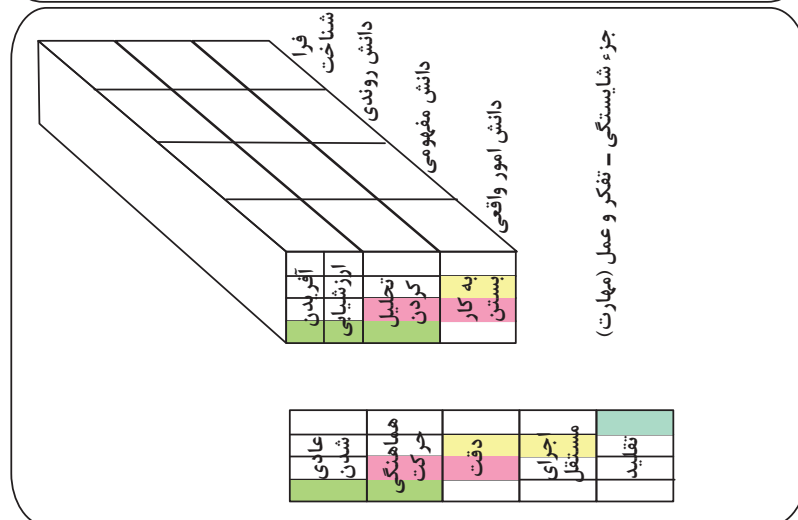 جزء شایستگی – تفکر و عمل (مهارت)
فرا
شناخت
دانش روندی
دانش مفهومی
دانش امور واقعی
آفریدن
ارزشیابی
تحلیل
کردن
به کار
بستن
عادی
شدن
هماهنگی
حرکت
دقت
اجرای
مستقل
تقلید